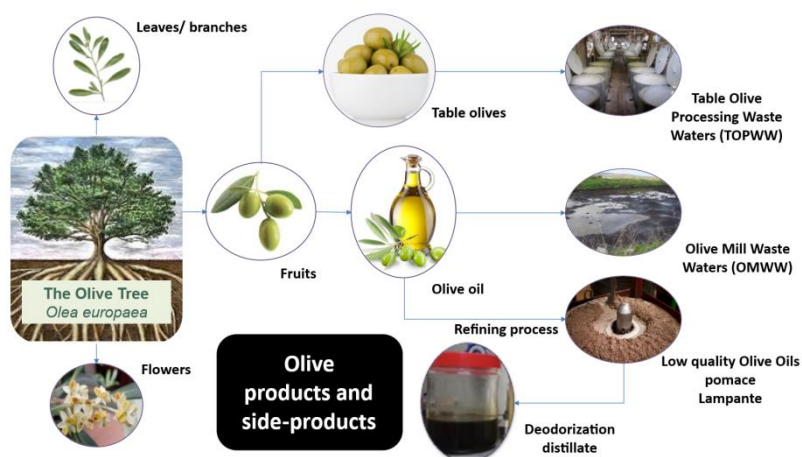 Leaves/ branches
Table olives
Table Olive
Processing Waste
Waters (TOPWW)
The Olive Tree
Olea europaea
Fruits
Olive oil
Olive Mill Waste
Waters (OMWW)
Refining process
Flowers
Olive
products and
side-products
Low quality Olive Oils
pomace
Lampante
Deodorization
distillate